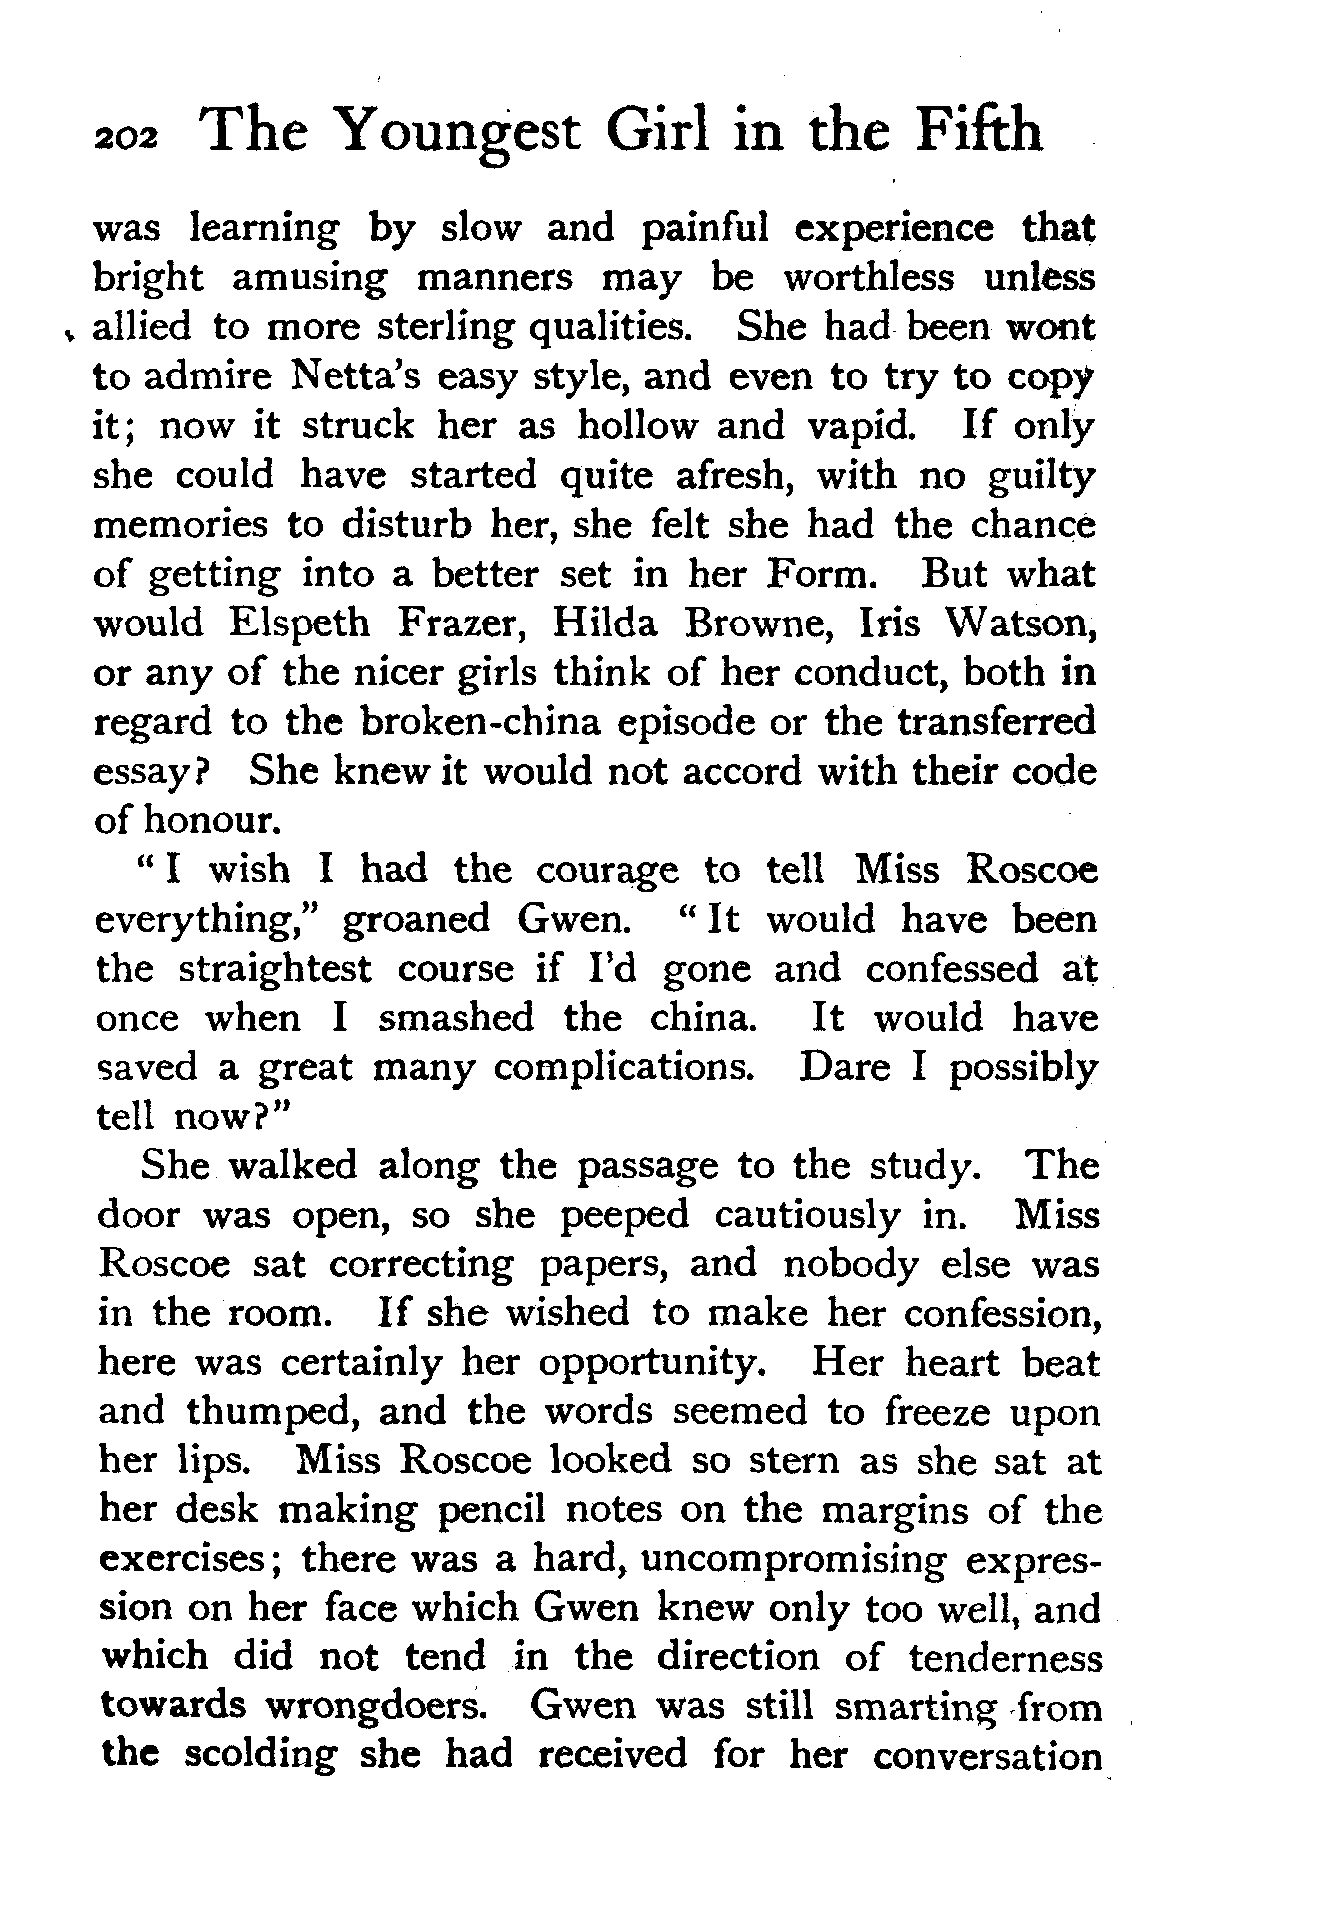 202 The Youngest Girl in the Fifth
was learning by slow and painful experience that
bright amusing manners may be worthless unless
allied to more sterling qualities. She had been wont
to admire Netta's easy style, and even to try to copy
it; now it struck her as hollow and vapid. If only
she could have started quite afresh, with no guilty
memories to disturb her, she felt she had the chance
of getting into a better set in her Form. But what
would Elspeth Frazer, Hilda Browne, Iris Watson,
or any of the nicer girls think of her conduct, both in
regard to the broken-china episode or the transferred
essay? She knew it would not accord with their code
of honour.
"I wish I had the courage to tell Miss Roscoe
everything," groaned Gwen. "It would have been
the straightest course if I'd gone and confessed at
once when I smashed the china. It would have
saved a great many complications. Dare I possibly
tell now?"
She walked along the passage to the study. The
door was open, so she peeped cautiously in. Miss
Roscoe sat correcting papers, and nobody else was
in the room. If she wished to make her confession,
here was certainly her opportunity. Her heart beat
and thumped, and the words seemed to freeze upon
her lips. Miss Roscoe looked so stern as she sat at
her desk making pencil notes on the margins of the
exercises; there was a hard, uncompromising expres-
sion on her face which Gwen knew only too well, and
which did not tend in the direction of tenderness
towards wrongdoers. Gwen was still smarting from
the scolding she had received for her conversation